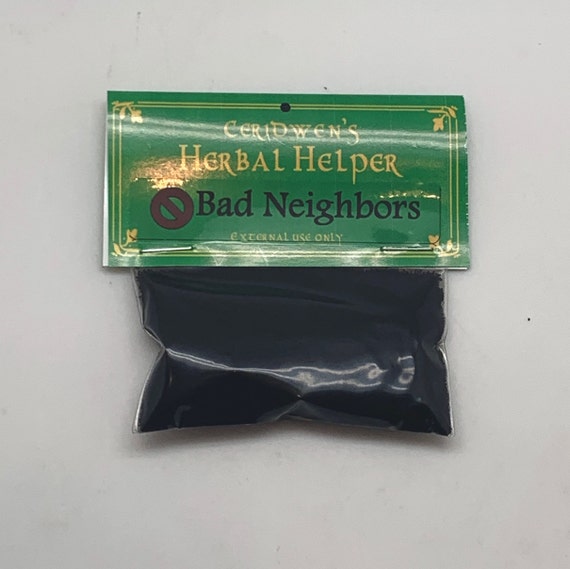 Ceridwen's
Herbal Helper
Bad Neighbors
External use only